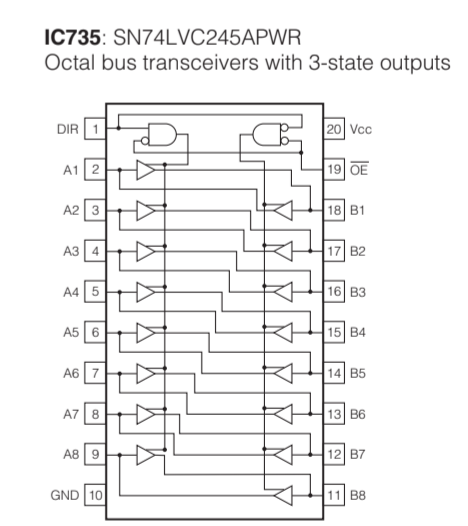 IC735: SN74LVC245APWR
Octal bus transceivers with 3-state outputs
DIR 1 20 Vcc
A1 2 19 OE
A2 3 18 B1
A3 4 17 B2
A4 5 16 B3
A5 6 15 B4
A6 7 14 B5
A7 8 13 B6
A8 9 12 B7
GND 10 11 B8